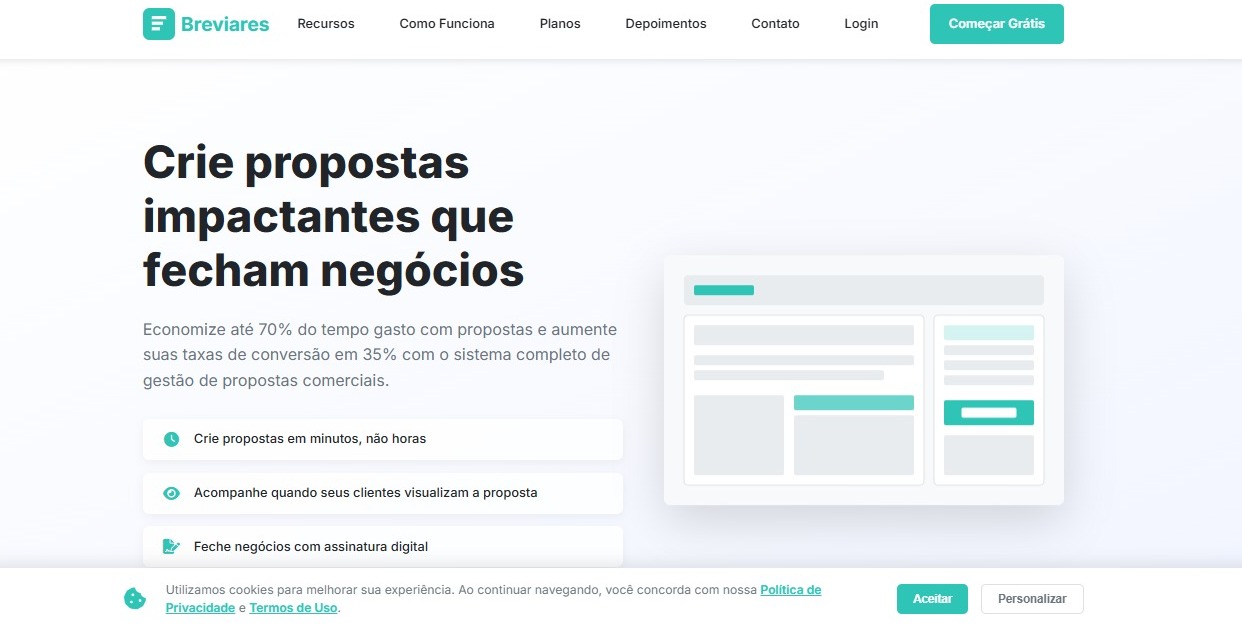 Breviares
Recursos
Como Funciona
Planos
Depoimentos
Contato
Login
Começar Grátis
Crie propostas
impactantes que
fecham negócios
Economize até 70% do tempo gasto com propostas e aumente
suas taxas de conversão em 35% com o sistema completo de
gestão de propostas comerciais.
Crie propostas em minutos, não horas
Acompanhe quando seus clientes visualizam a proposta
Feche negócios com assinatura digital
Utilizamos cookies para melhorar sua experiência. Ao continuar navegando, você concorda com nossa Política de
Privacidade e Termos de Uso.
Aceitar
Personalizar